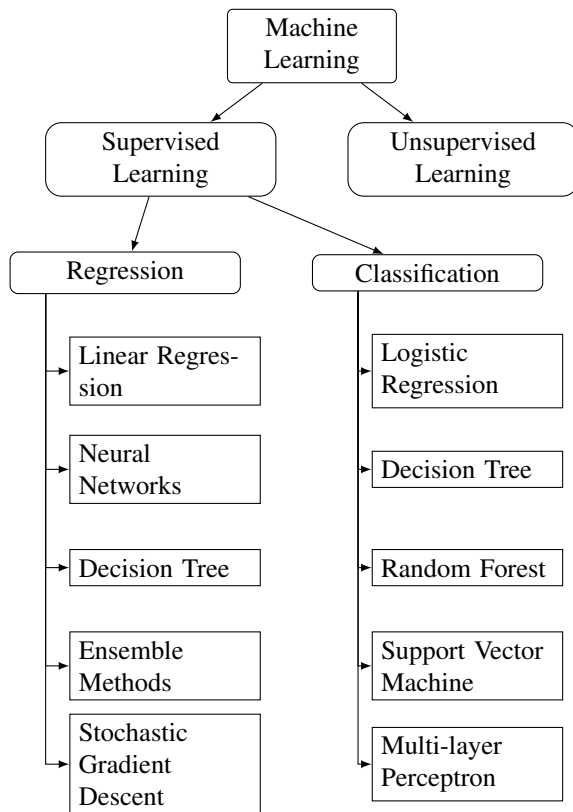 Machine
Learning
Supervised
Learning
Unsupervised
Learning
Regression
Classification
Linear Regres-
sion
Neural
Networks
Decision Tree
Ensemble
Methods
Stochastic
Gradient
Descent
Logistic
Regression
Decision Tree
Random Forest
Support Vector
Machine
Multi-layer
Perceptron